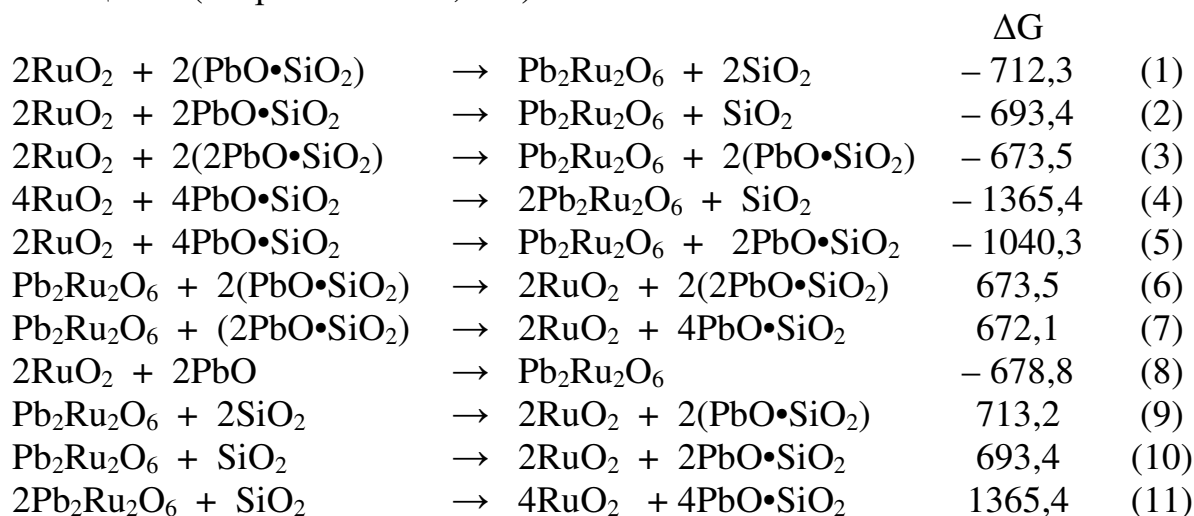 ΔG
2RuO₂ + 2(PbO•SiO₂) → Pb₂Ru₂O₆ + 2SiO₂ – 712,3 (1)
2RuO₂ + 2PbO•SiO₂ → Pb₂Ru₂O₆ + SiO₂ – 693,4 (2)
2RuO₂ + 2(2PbO•SiO₂) → Pb₂Ru₂O₆ + 2(PbO•SiO₂) – 673,5 (3)
4RuO₂ + 4PbO•SiO₂ → 2Pb₂Ru₂O₆ + SiO₂ – 1365,4 (4)
2RuO₂ + 4PbO•SiO₂ → Pb₂Ru₂O₆ + 2PbO•SiO₂ – 1040,3 (5)
Pb₂Ru₂O₆ + 2(PbO•SiO₂) → 2RuO₂ + 2(2PbO•SiO₂) 673,5 (6)
Pb₂Ru₂O₆ + (2PbO•SiO₂) → 2RuO₂ + 4PbO•SiO₂ 672,1 (7)
2RuO₂ + 2PbO → Pb₂Ru₂O₆ – 678,8 (8)
Pb₂Ru₂O₆ + 2SiO₂ → 2RuO₂ + 2(PbO•SiO₂) 713,2 (9)
Pb₂Ru₂O₆ + SiO₂ → 2RuO₂ + 2PbO•SiO₂ 693,4 (10)
2Pb₂Ru₂O₆ + SiO₂ → 4RuO₂ + 4PbO•SiO₂ 1365,4 (11)